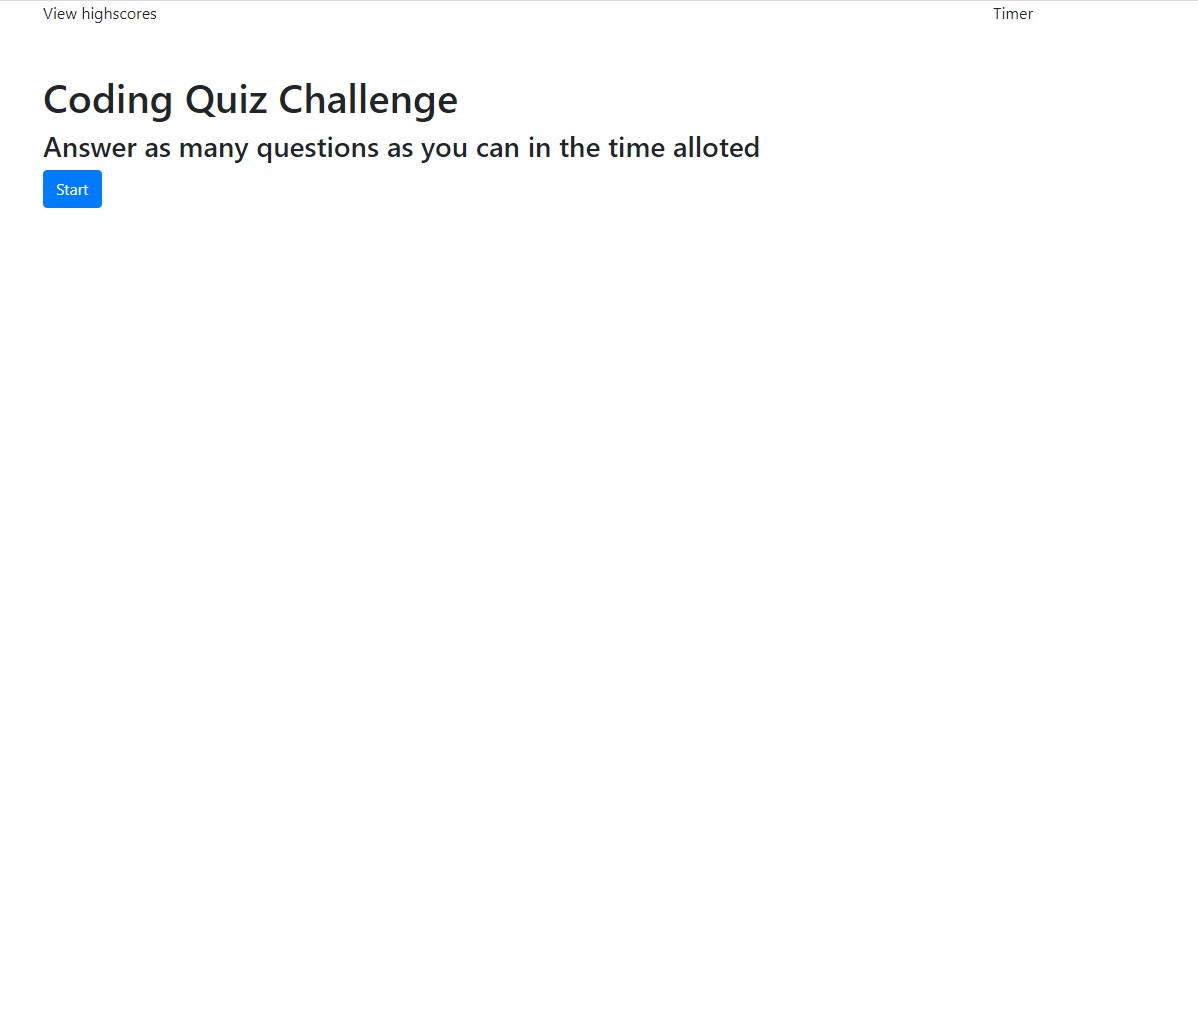 View highscores Timer
Coding Quiz Challenge
Answer as many questions as you can in the time alloted
Start